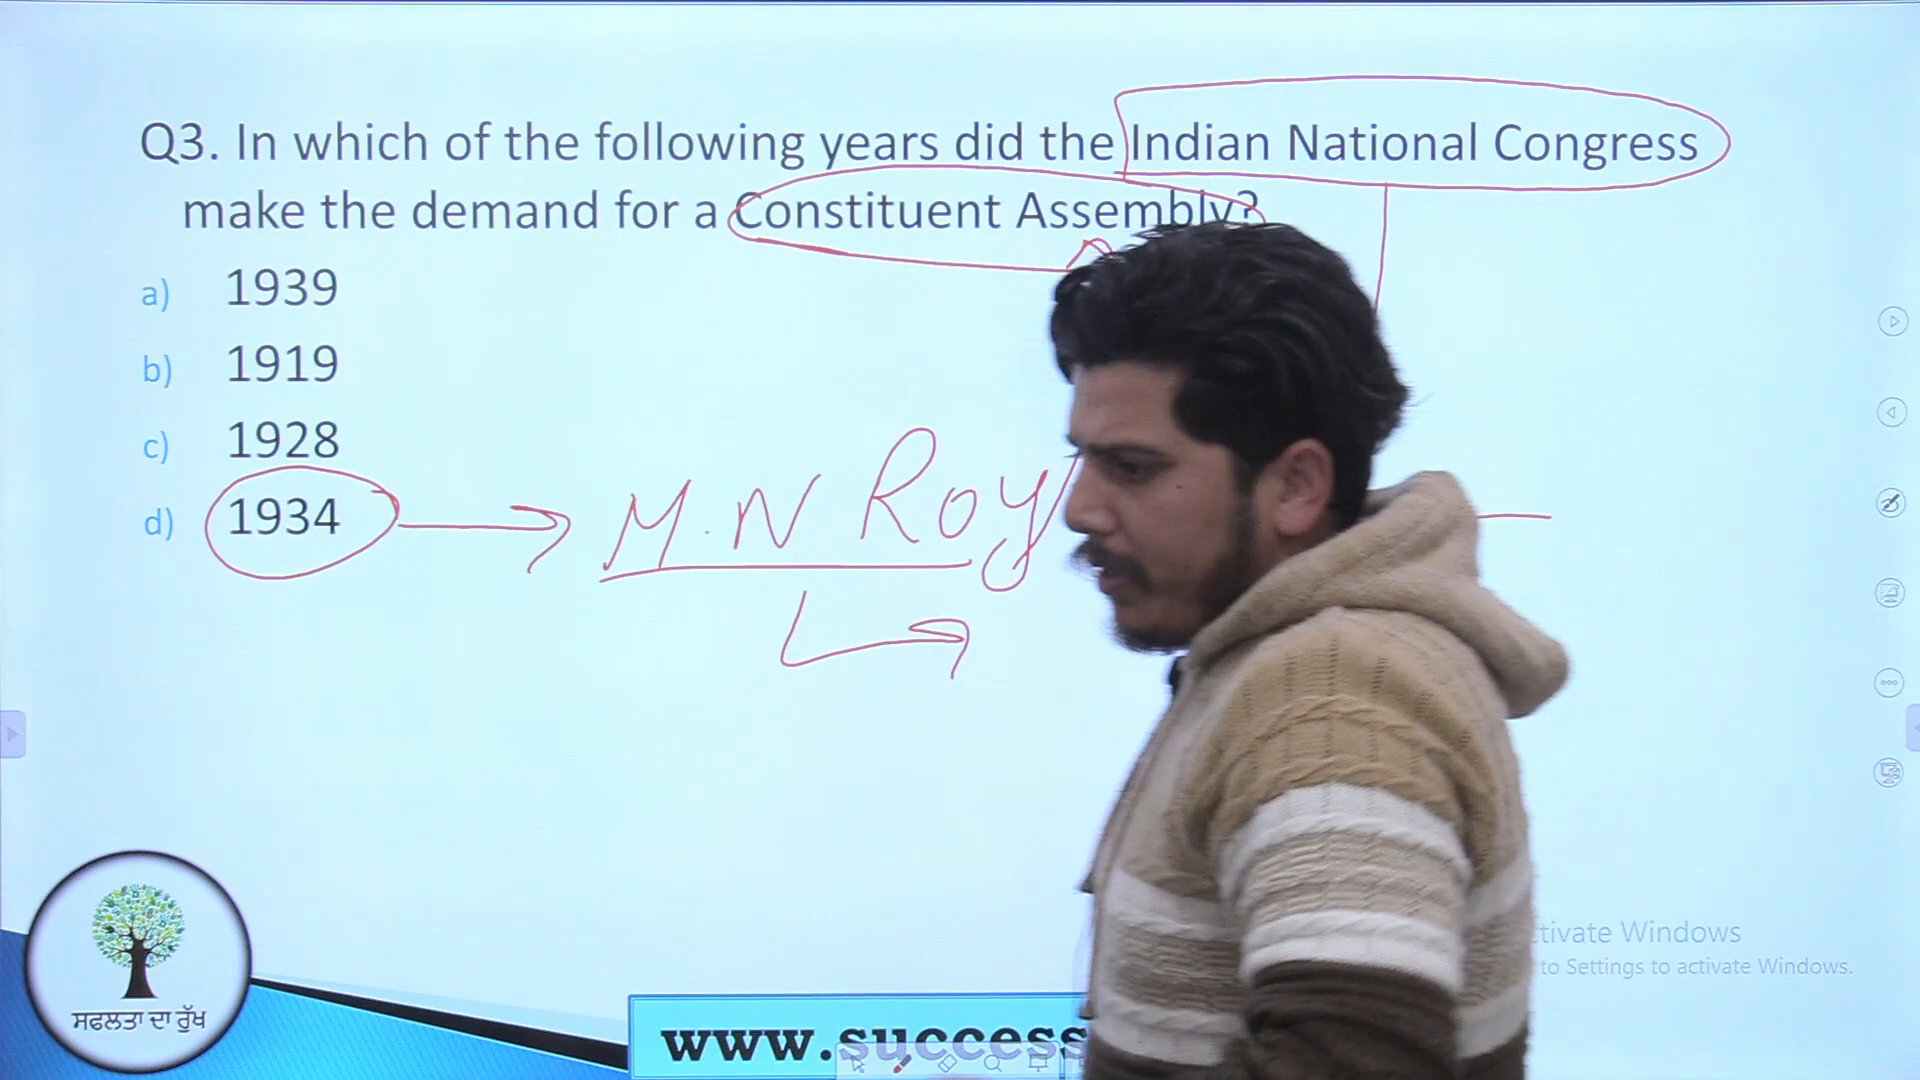 Q3. In which of the following years did the Indian National Congress
make the demand for a Constituent Assembly?
a) 1939
b) 1919
c) 1928
d) 1934
M.N Roy
ਸਫਲਤਾ ਦਾ ਰੁੱਖ
www.success
ctivate Windows
to Settings to activate Windows.